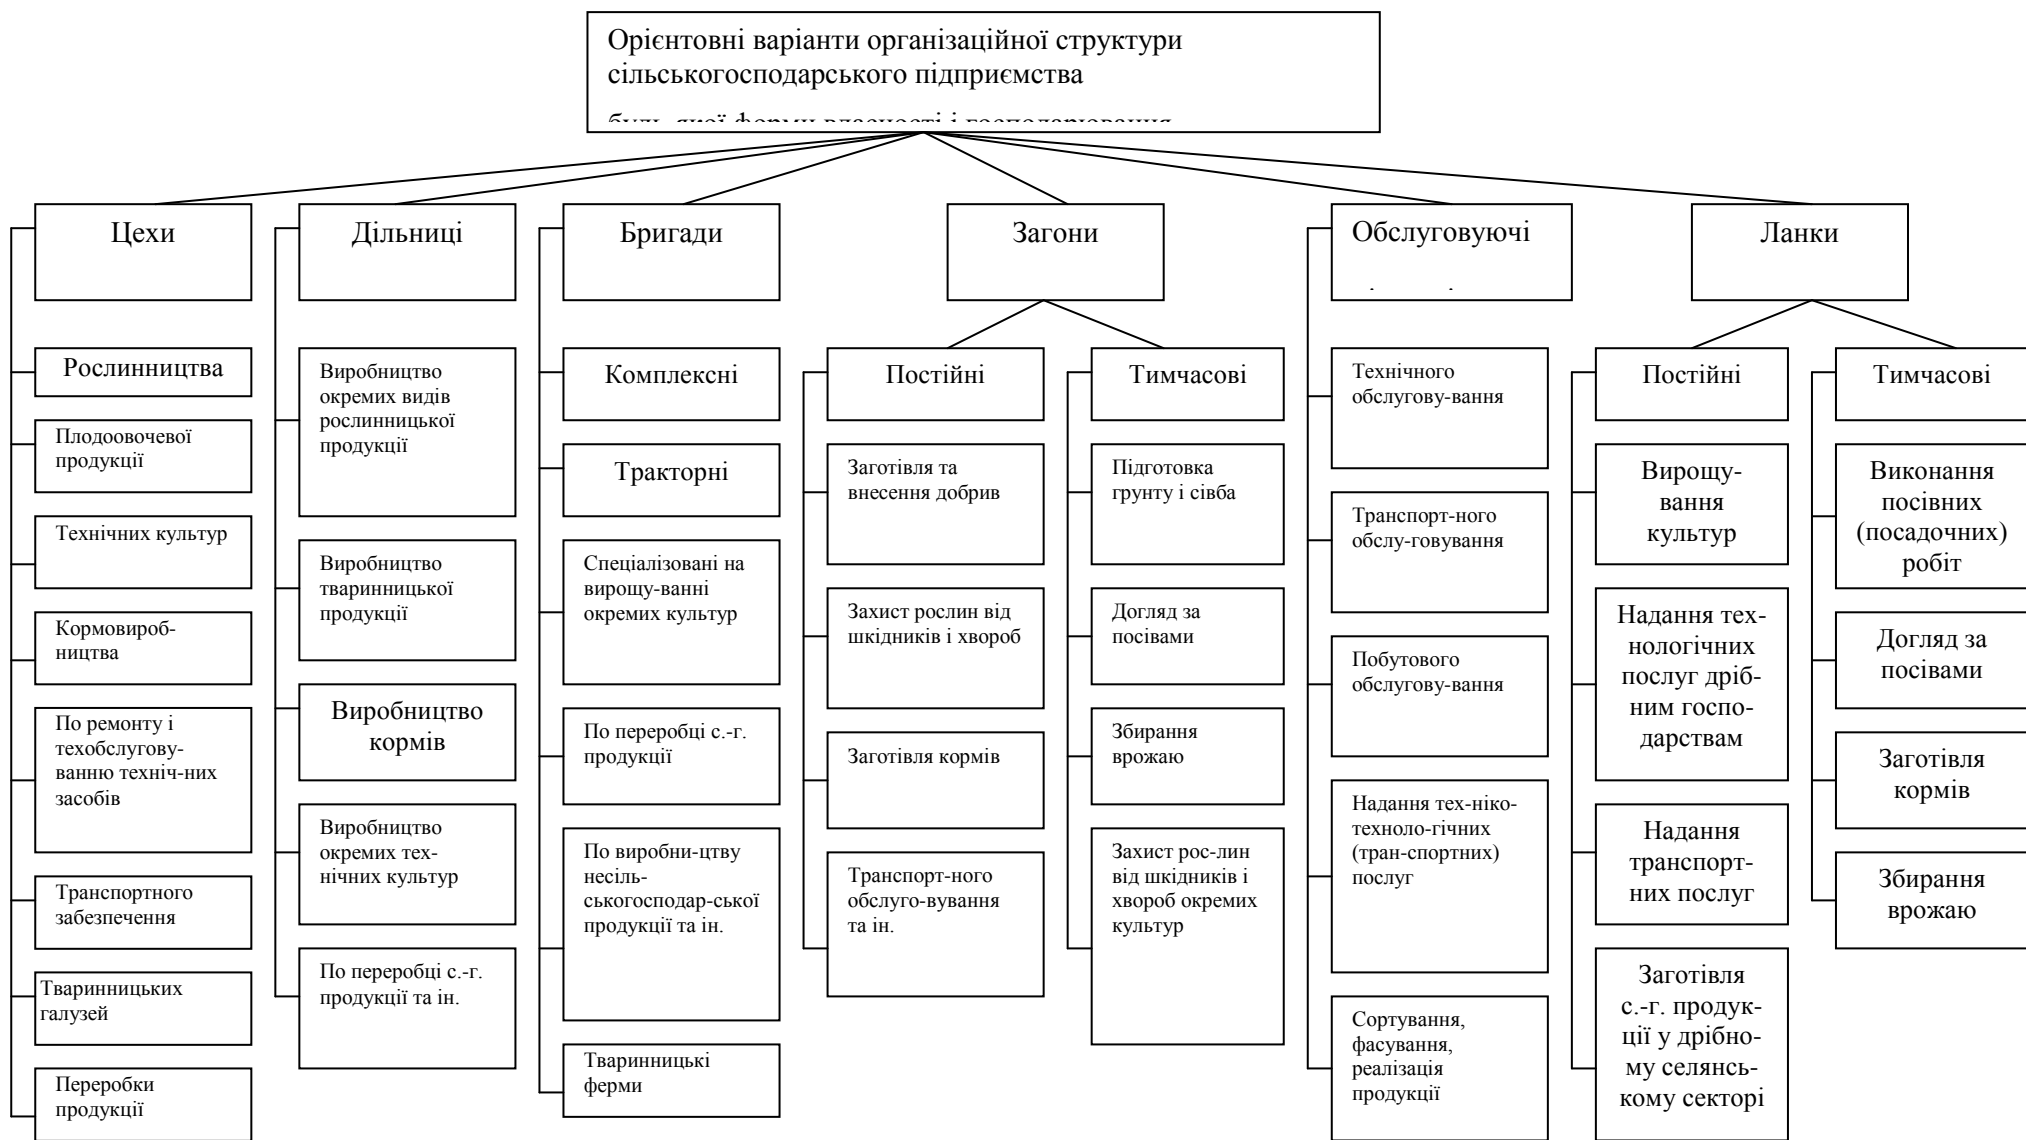 Орієнтовні варіанти організаційної структури
сільськогосподарського підприємства
Цехи
Рослинництва
Плодоовочевої
продукції
Технічних культур
Кормовироб-
ництва
По ремонту і
техобслугову-
ванню техніч-них
засобів
Транспортного
забезпечення
Тваринницьких
галузей
Переробки
продукції
Дільниці
Виробництво
окремих видів
рослинницької
продукції
Виробництво
тваринницької
продукції
Виробництво
кормів
Виробництво
окремих тех-
нічних культур
По переробці с.-г.
продукції та ін.
Бригади
Комплексні
Тракторні
Спеціалізовані на
вирощу-ванні
окремих культур
По переробці с.-г.
продукції
По виробни-цтву
несіль-
ськогосподар-ської
продукції та ін.
Тваринницькі
ферми
Загони
Постійні
Заготівля та
внесення добрив
Захист рослин від
шкідників і хвороб
Заготівля кормів
Транспорт-ного
обслуго-вування
та ін.
Тимчасові
Підготовка
грунту і сівба
Догляд за
посівами
Збирання
врожаю
Захист рос-лин
від шкідників і
хвороб окремих
культур
Обслуговуючі
Технічного
обслугову-вання
Транспорт-ного
обслу-говування
Побутового
обслугову-вання
Надання тех-ніко-
техноло-гічних
(тран-спортних)
послуг
Сортування,
фасування,
реалізація
продукції
Ланки
Постійні
Вирощу-
вання
культур
Надання тех-
нологічних
послуг дріб-
ним госпо-
дарствам
Надання
транспорт-
них послуг
Заготівля
с.-г. продук-
ції у дрібно-
му селянсь-
кому секторі
Тимчасові
Виконання
посівних
(посадочних)
робіт
Догляд за
посівами
Заготівля
кормів
Збирання
врожаю